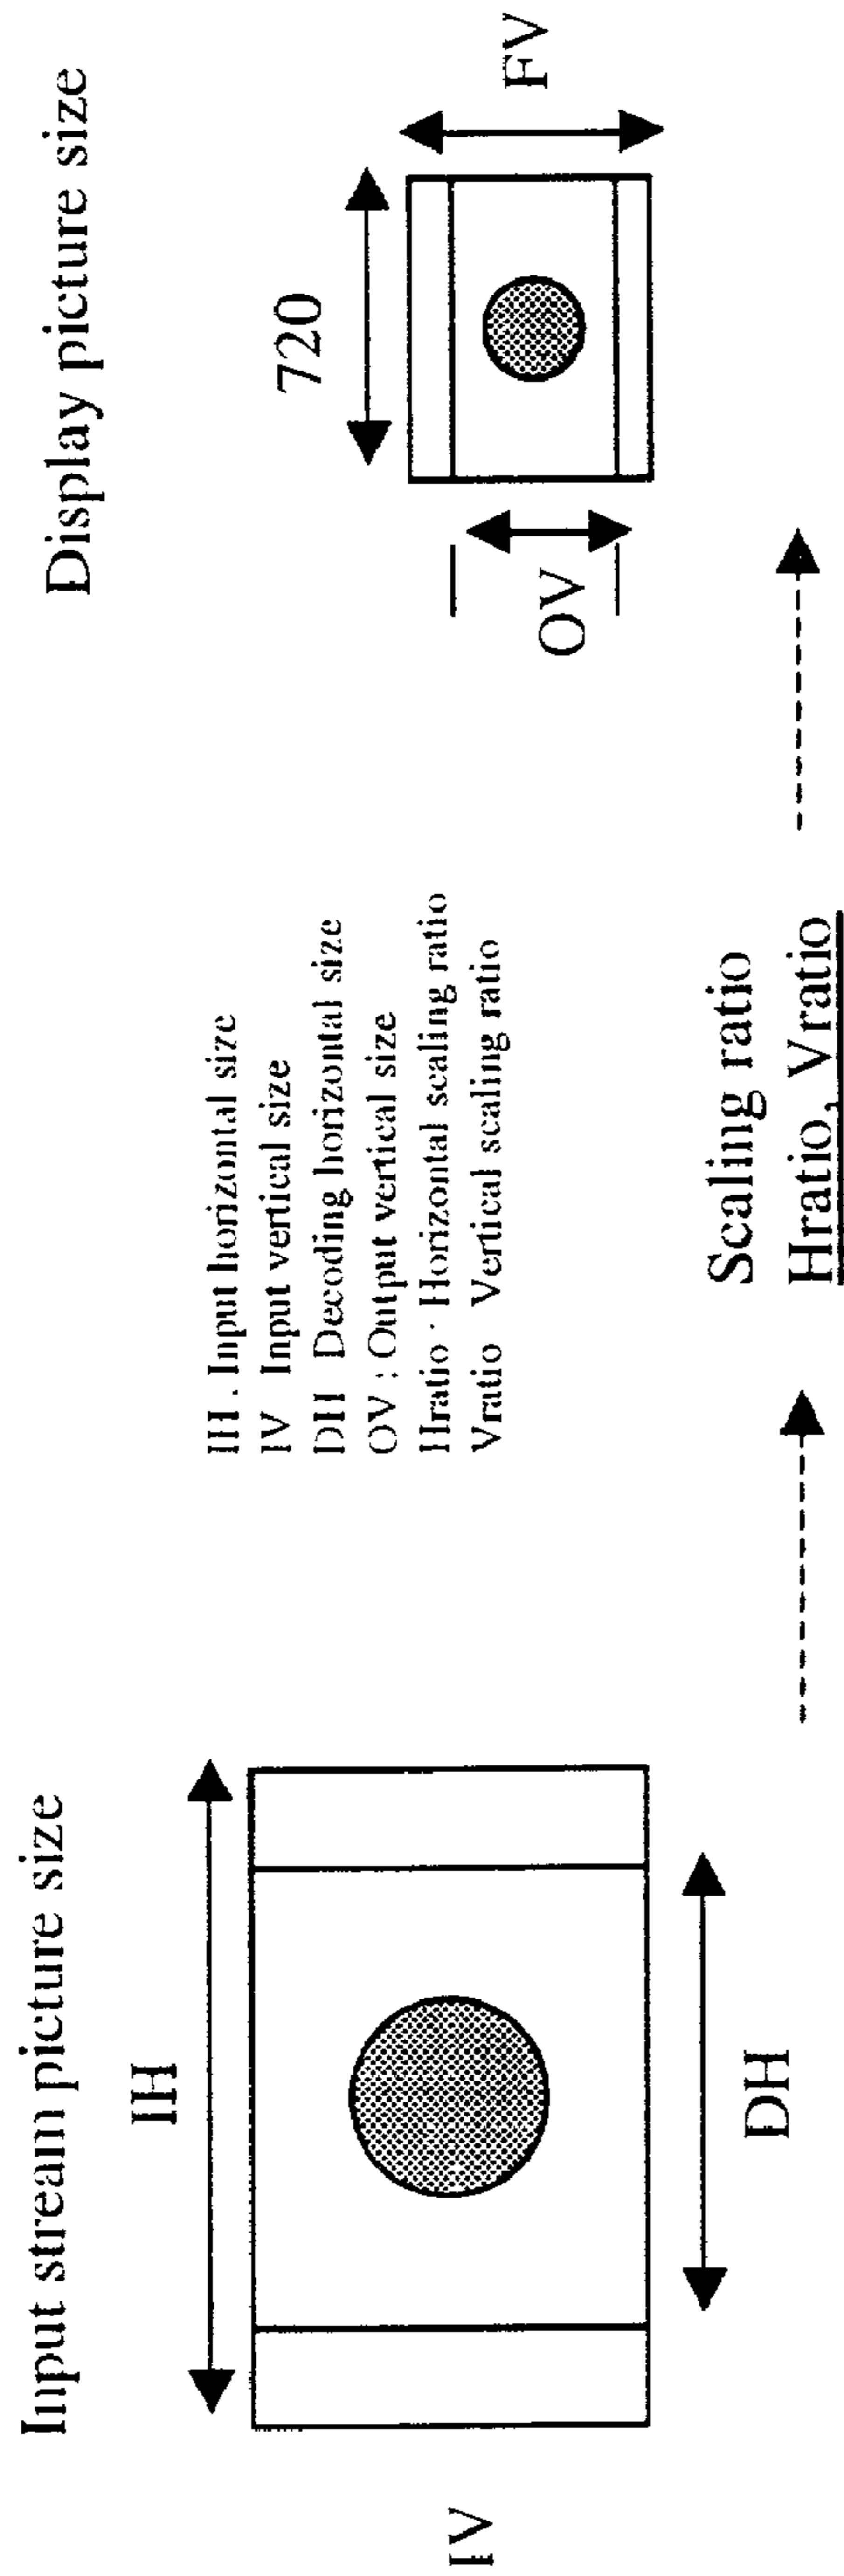 Input stream picture size
IH
IV
DH
IH . Input horizontal size
IV Input vertical size
DH Decoding horizontal size
OV : Output vertical size
Hratio · Horizontal scaling ratio
Vratio Vertical scaling ratio
Scaling ratio
Hratio, Vratio
Display picture size
720
OV
FV